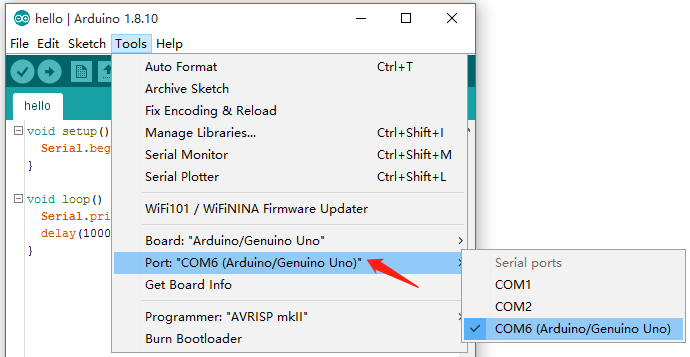 hello | Arduino 1.8.10
File Edit Sketch Tools Help
Auto Format Ctrl+T
Archive Sketch
Fix Encoding & Reload
Manage Libraries... Ctrl+Shift+I
Serial Monitor Ctrl+Shift+M
Serial Plotter Ctrl+Shift+L
WiFi101 / WiFiNINA Firmware Updater
Board: "Arduino/Genuino Uno"
Port: "COM6 (Arduino/Genuino Uno)"
Get Board Info
Programmer: "AVRISP mkII"
Burn Bootloader
Serial ports
COM1
COM2
COM6 (Arduino/Genuino Uno)
hello
void setup()
Serial.beg
}
void loop()
Serial.pri
delay(1000
}